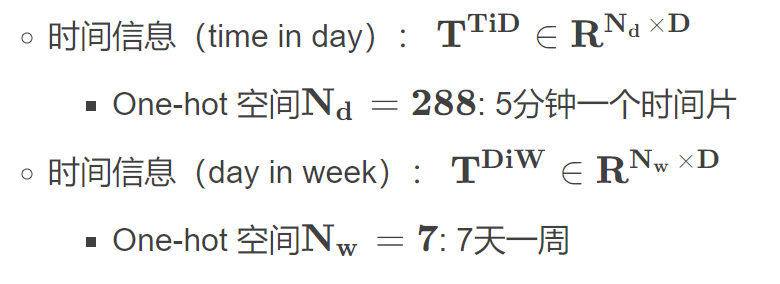 时间信息（time in day）： T^TiD ∈ R^{N_d × D}
One-hot 空间N_d = 288: 5分钟一个时间片
时间信息（day in week）： T^DiW ∈ R^{N_w × D}
One-hot 空间N_w = 7: 7天一周